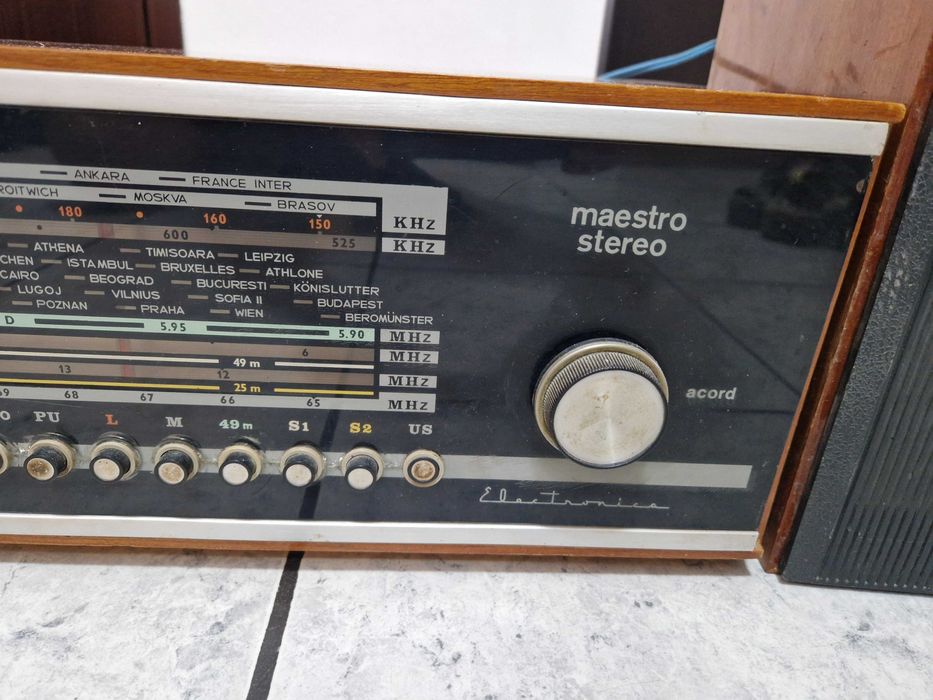 ANKARA FRANCE INTER
ROITWICH MOSKVA BRASOV
180 160 150 KHz
600 525 KHz
maestro
stereo
ATHENA TIMISOARA LEIPZIG
CHEN ISTAMBUL BRUXELLES ATHLONE
CAIRO BEOGRAD BUCURESTI KÖNISLUTTER
LUGOJ VILNIUS SOFIA II BUDAPEST
POZNAN PRAHA WIEN BEROMÜNSTER
D 5.95 5.90 MHz
49 m 6 MHz
13 12
25 m MHz
69 68 67 66 65 MHz
acord
O PU L M 49m S1 S2 US
Electronica